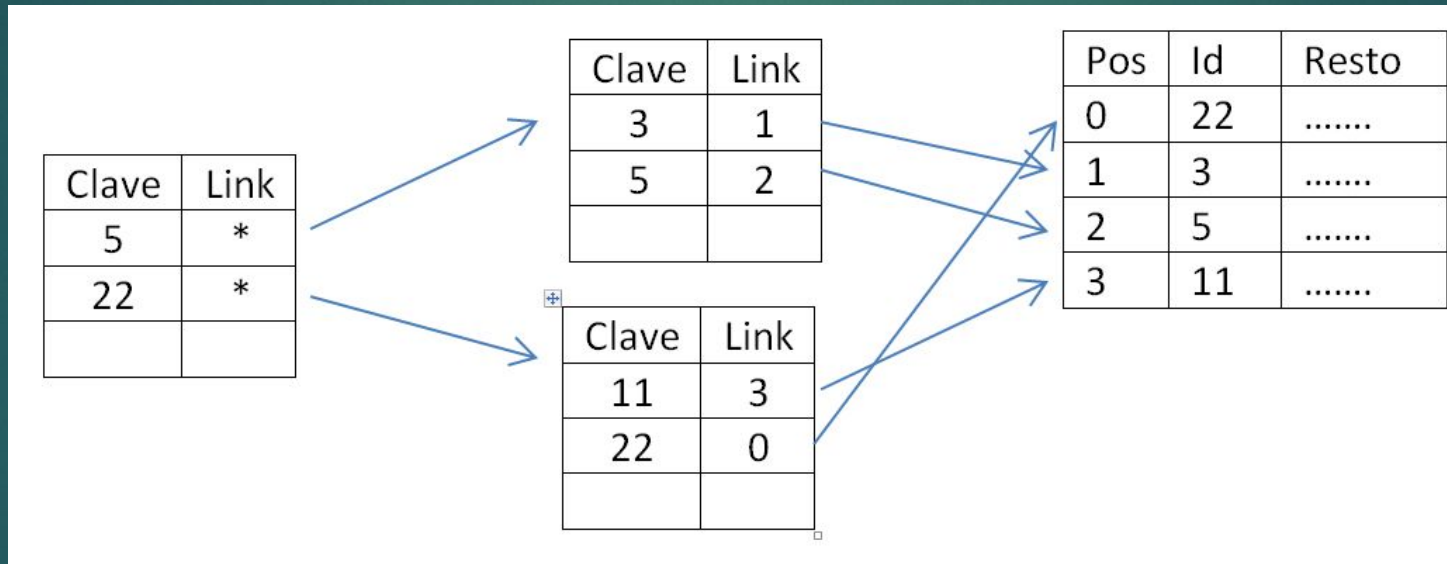 Clave Link
5 *
22 *
Clave Link
3 1
5 2
Clave Link
11 3
22 0
Pos Id Resto
0 22 .......
1 3 .......
2 5 .......
3 11 .......